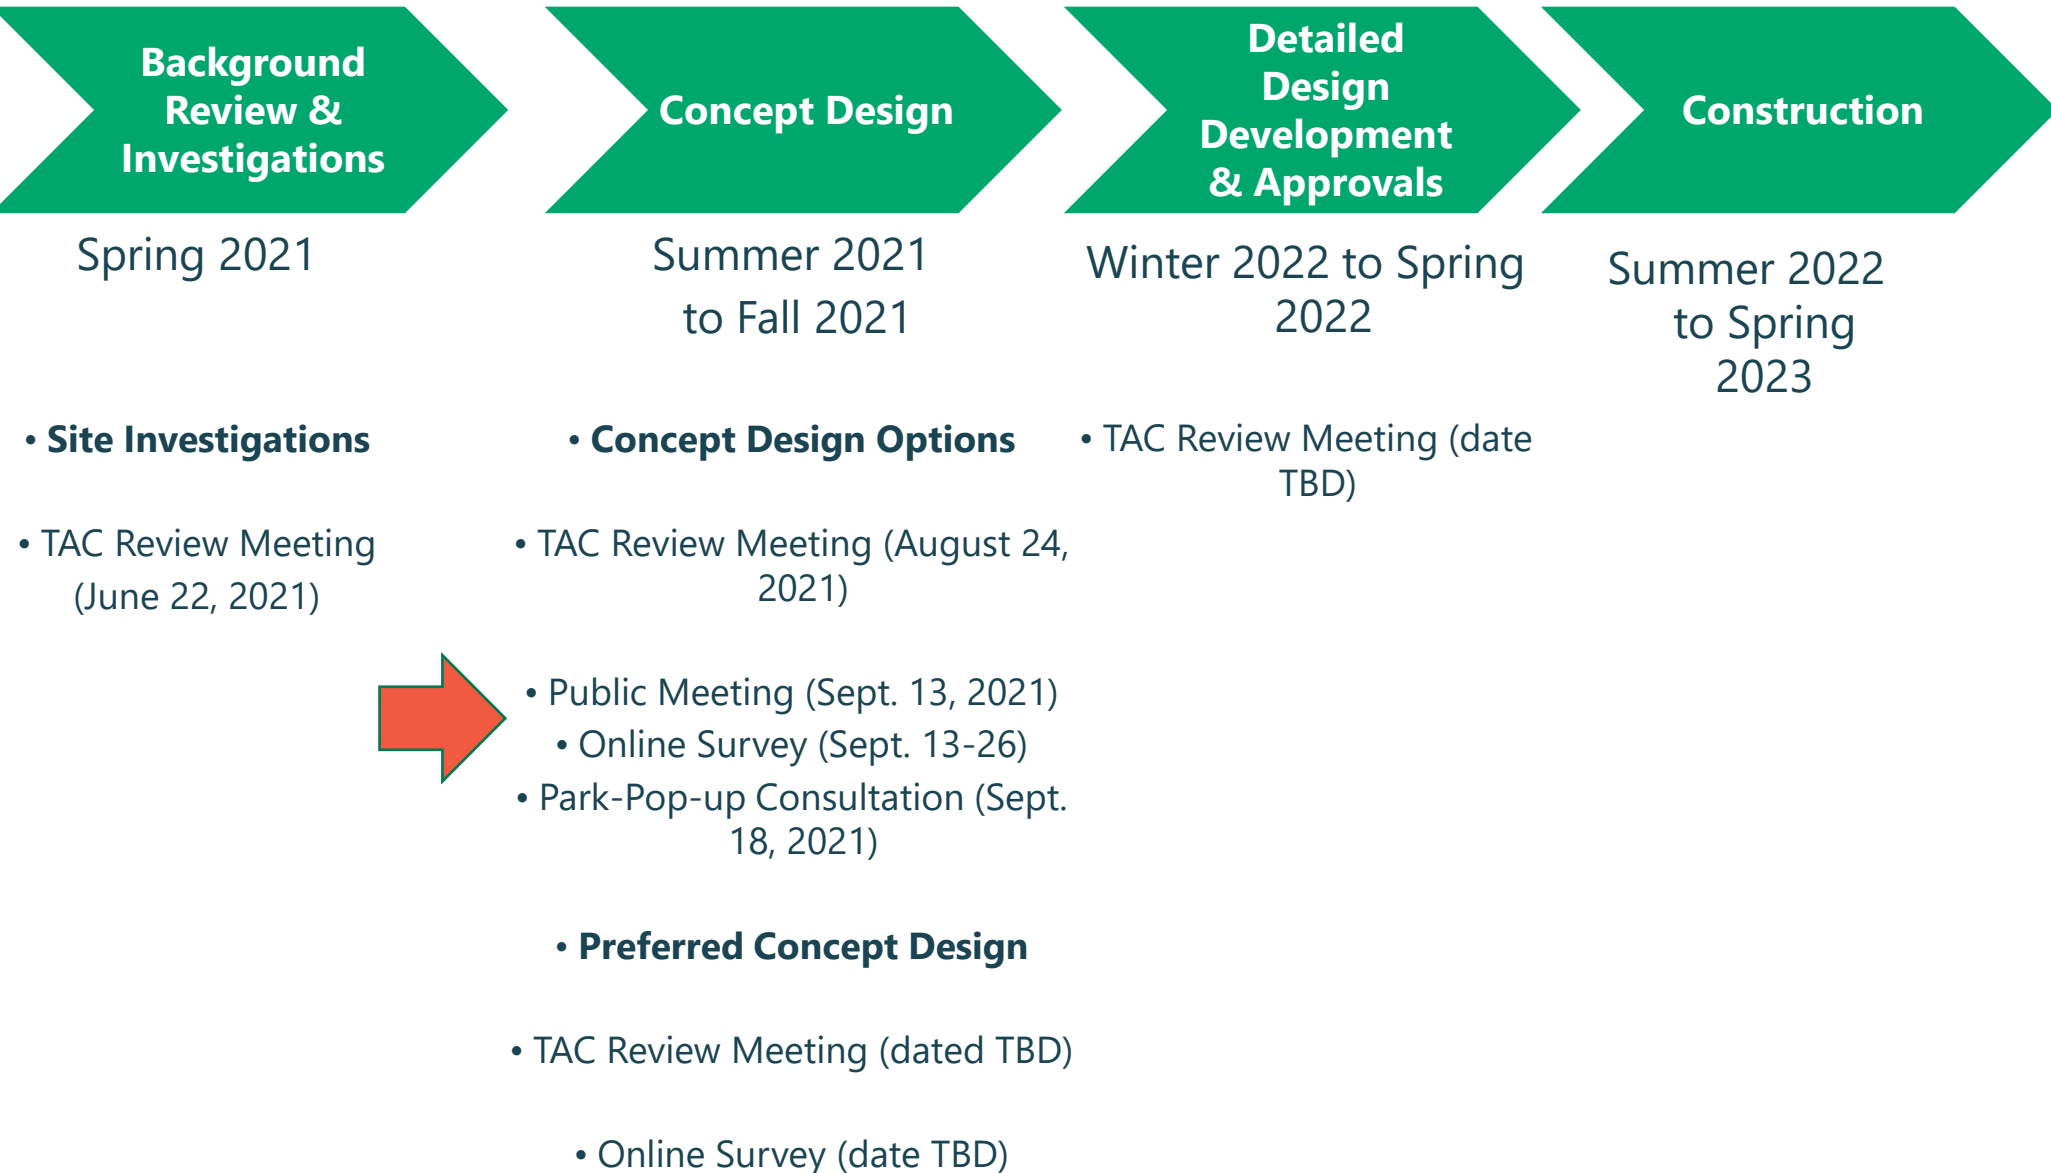 Background
Review &
Investigations
Spring 2021
• Site Investigations
• TAC Review Meeting
(June 22, 2021)
Concept Design
Summer 2021
to Fall 2021
• Concept Design Options
• TAC Review Meeting (August 24,
2021)
• Public Meeting (Sept. 13, 2021)
• Online Survey (Sept. 13-26)
• Park-Pop-up Consultation (Sept.
18, 2021)
• Preferred Concept Design
• TAC Review Meeting (dated TBD)
• Online Survey (date TBD)
Detailed
Design
Development
& Approvals
Winter 2022 to Spring
2022
• TAC Review Meeting (date
TBD)
Construction
Summer 2022
to Spring
2023